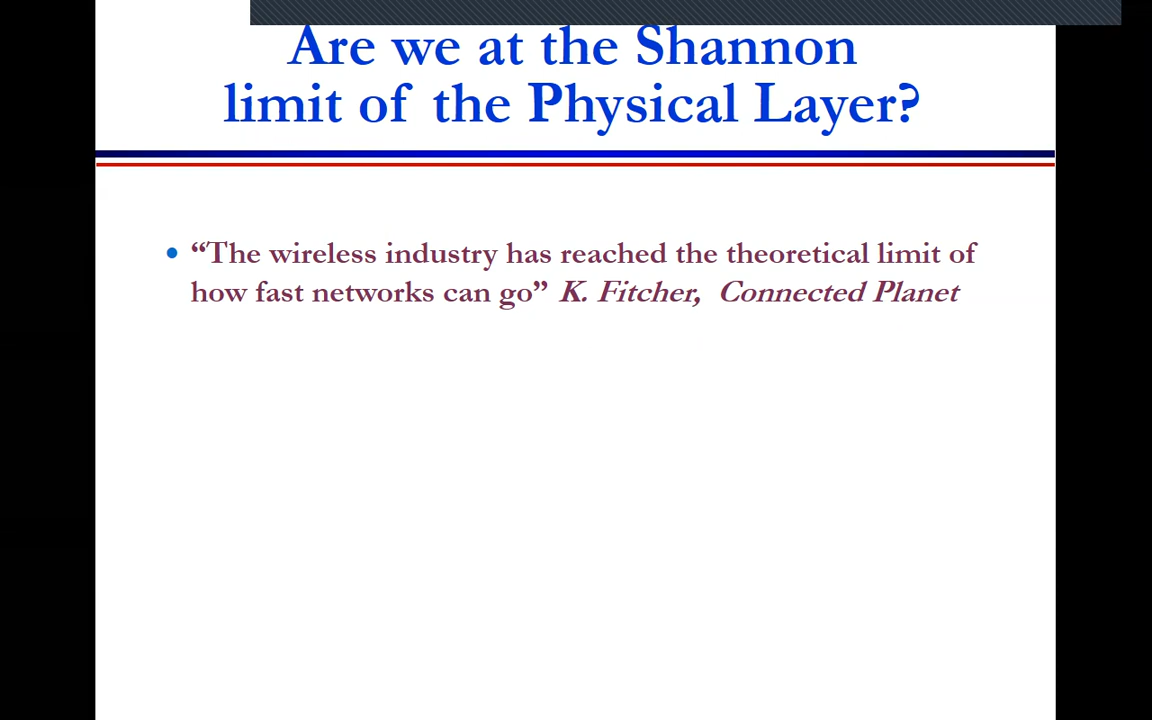 Are we at the Shannon
limit of the Physical Layer?
• “The wireless industry has reached the theoretical limit of
how fast networks can go” K. Fitcher, Connected Planet